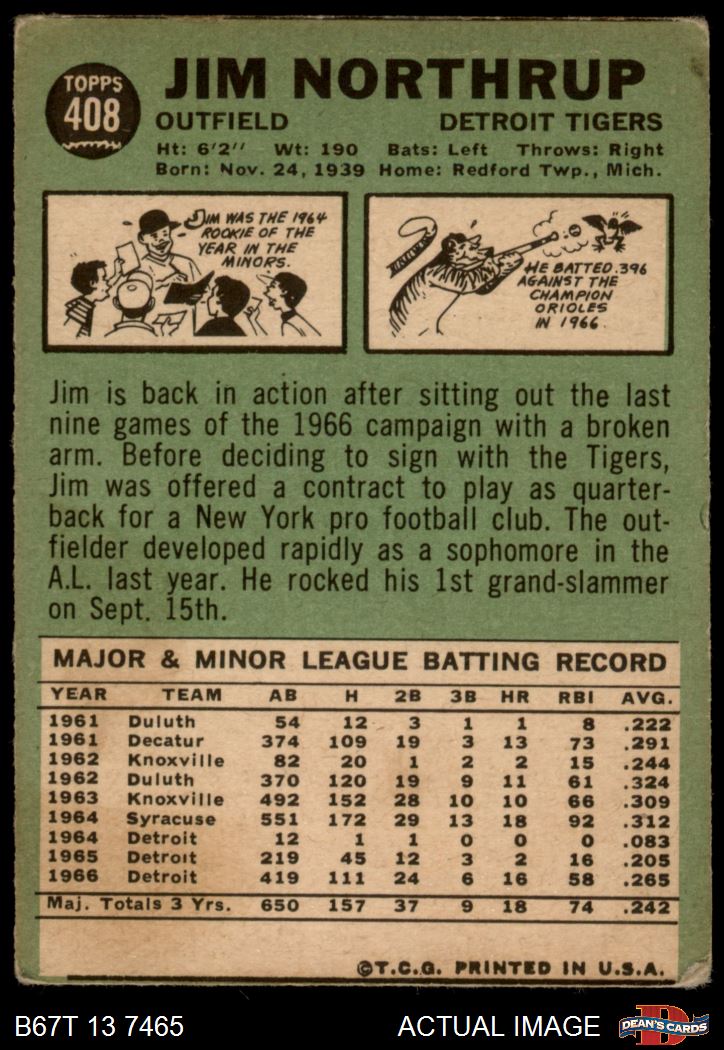 TOPPS
408
JIM NORTHRUP
OUTFIELD DETROIT TIGERS
Ht: 6'2" Wt: 190 Bats: Left Throws: Right
Born: Nov. 24, 1939 Home: Redford Twp., Mich.
JIM WAS THE 1964
ROOKIE OF THE
YEAR IN THE
MINORS.
HE BATTED .396
AGAINST THE
CHAMPION
ORIOLES
IN 1966.
Jim is back in action after sitting out the last
nine games of the 1966 campaign with a broken
arm. Before deciding to sign with the Tigers,
Jim was offered a contract to play as quarter-
back for a New York pro football club. The out-
fielder developed rapidly as a sophomore in the
A.L. last year. He rocked his 1st grand-slammer
on Sept. 15th.
MAJOR & MINOR LEAGUE BATTING RECORD
YEAR TEAM AB H 2B 3B HR RBI AVG.
1961 Duluth 54 12 3 1 1 8 .222
1961 Decatur 374 109 19 3 13 73 .291
1962 Knoxville 82 20 1 2 2 15 .244
1962 Duluth 370 120 19 9 11 61 .324
1963 Knoxville 492 152 28 10 10 66 .309
1964 Syracuse 551 172 29 13 18 92 .312
1964 Detroit 12 1 1 0 0 0 .083
1965 Detroit 219 45 12 3 2 16 .205
1966 Detroit 419 111 24 6 16 58 .265
Maj. Totals 3 Yrs. 650 157 37 9 18 74 .242
©T.C.G. PRINTED IN U.S.A.
B67T 13 7465 ACTUAL IMAGE DEAN'S CARDS